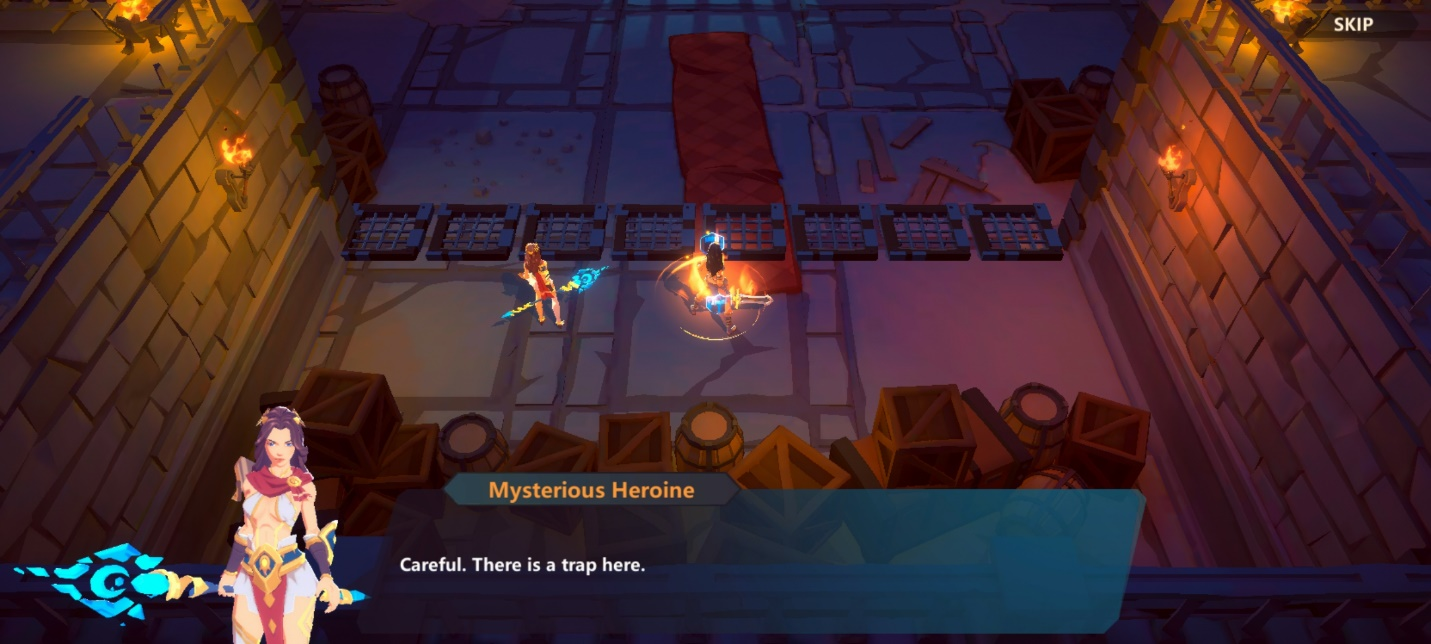 SKIP
Mysterious Heroine
Careful. There is a trap here.